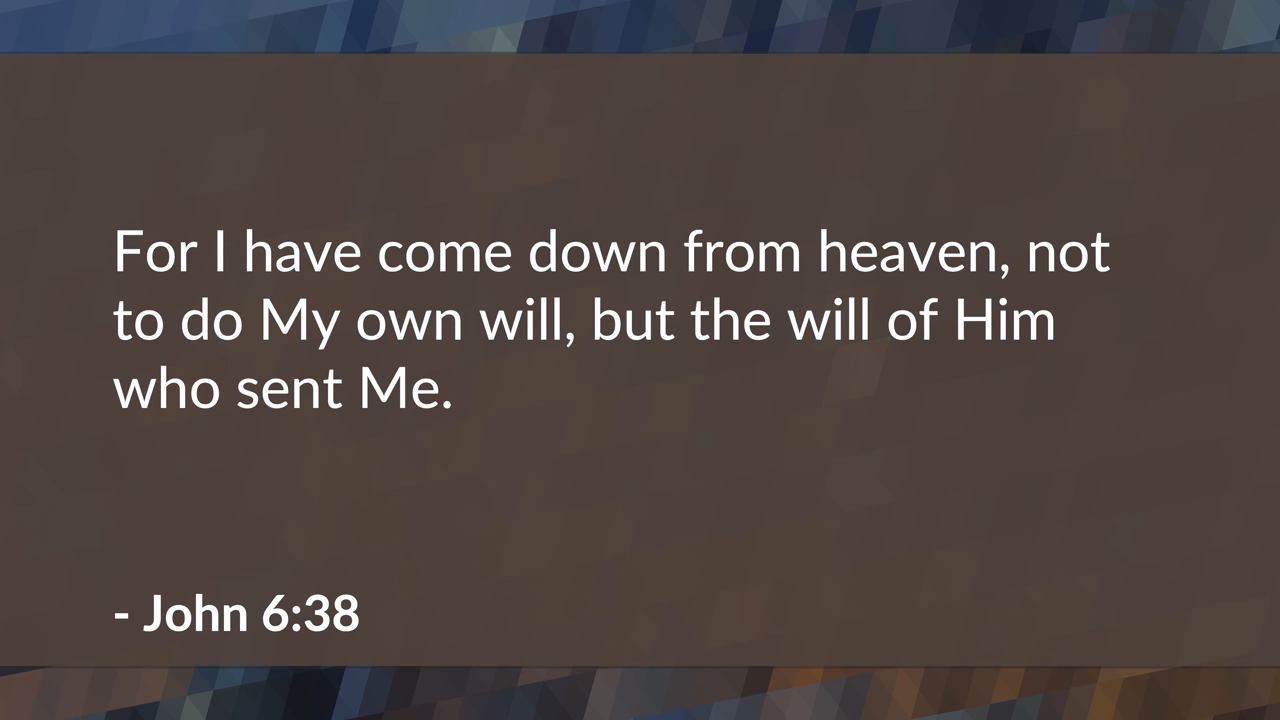 For I have come down from heaven, not
to do My own will, but the will of Him
who sent Me.
- John 6:38